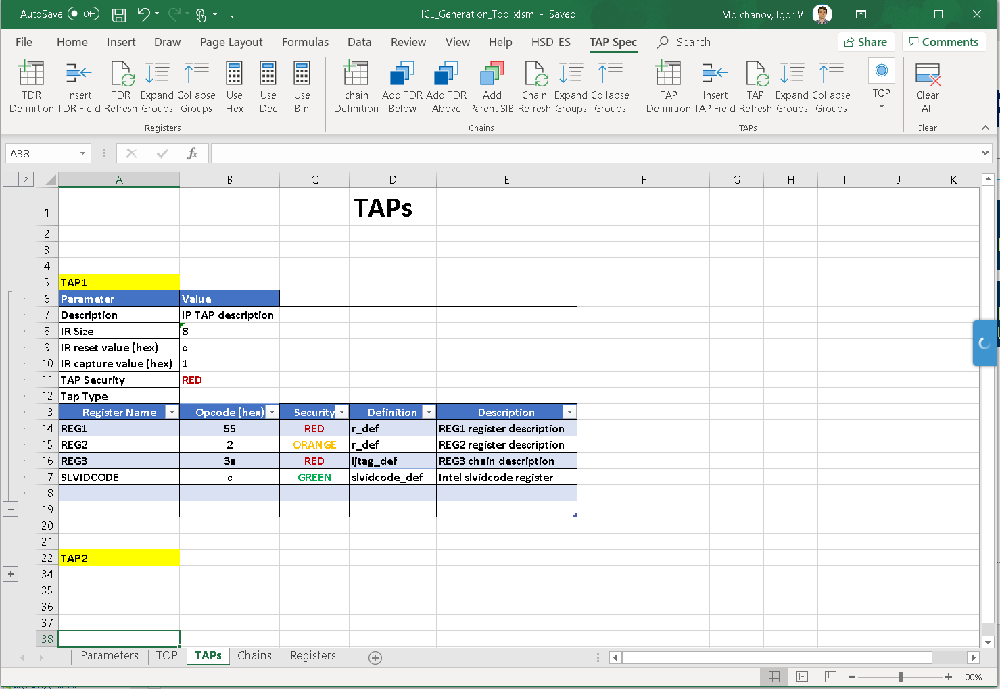 AutoSave Off ICL_Generation_Tool.xlsm - Saved Molchanov, Igor V
File Home Insert Draw Page Layout Formulas Data Review View Help HSD-ES TAP Spec Search Share Comments
TDR Definition Insert TDR Field TDR Refresh Expand Groups Collapse Groups Use Hex Use Dec Use Bin
chain Definition Add TDR Below Add TDR Above Add Parent SIB Chain Refresh Expand Groups Collapse Groups
TAP Definition Insert TAP Field TAP Refresh Expand Groups Collapse Groups TOP Clear All
Registers Chains TAPs Clear
A38 fx
1 2 A B C D E F G H I J K
1 TAPs
2
3
4
5 TAP1
6 Parameter Value
7 Description IP TAP description
8 IR Size 8
9 IR reset value (hex) c
10 IR capture value (hex) 1
11 TAP Security RED
12 Tap Type
13 Register Name Opcode (hex) Security Definition Description
14 REG1 55 RED r_def REG1 register description
15 REG2 2 ORANGE r_def REG2 register description
16 REG3 3a RED ijtag_def REG3 chain description
17 SLVIDCODE c GREEN slvidcode_def Intel slvidcode register
18
19
20
21
22 TAP2
34
35
36
37
38
Parameters TOP TAPs Chains Registers
100%